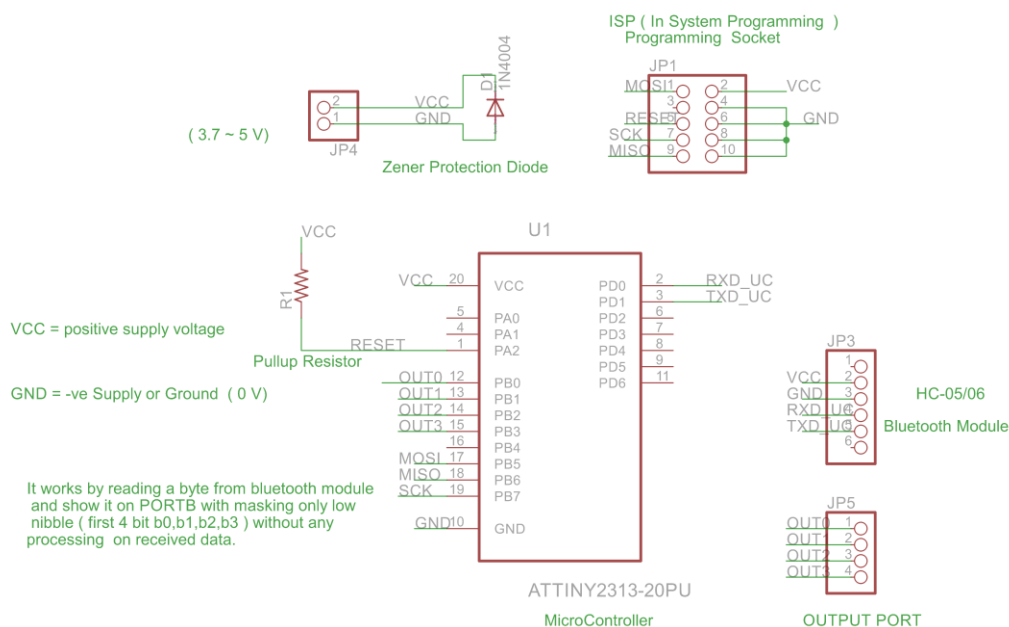 ISP ( In System Programming )
Programming Socket
JP1
MOSI 1 2 VCC
3 4
RESET 5 6 GND
SCK 7 8
MISO 9 10
D1
1N4004
2 VCC
1 GND
JP4
( 3.7 ~ 5 V)
Zener Protection Diode
U1
VCC
R1
RESET
Pullup Resistor
VCC = positive supply voltage
GND = -ve Supply or Ground ( 0 V)
It works by reading a byte from bluetooth module
and show it on PORTB with masking only low
nibble ( first 4 bit b0,b1,b2,b3 ) without any
processing on received data.
VCC 20 VCC
5 PA0
4 PA1
1 PA2
OUT0 12 PB0
OUT1 13 PB1
OUT2 14 PB2
OUT3 15 PB3
16 PB4
MOSI 17 PB5
MISO 18 PB6
SCK 19 PB7
GND 10 GND
PD0 2 RXD_UC
PD1 3 TXD_UC
PD2 6
PD3 7
PD4 8
PD5 9
PD6 11
ATTINY2313-20PU
MicroController
JP3
1
VCC 2
GND 3
RXD_UC 4
TXD_UC 5
6
HC-05/06
Bluetooth Module
JP5
OUT0 1
OUT1 2
OUT2 3
OUT3 4
OUTPUT PORT